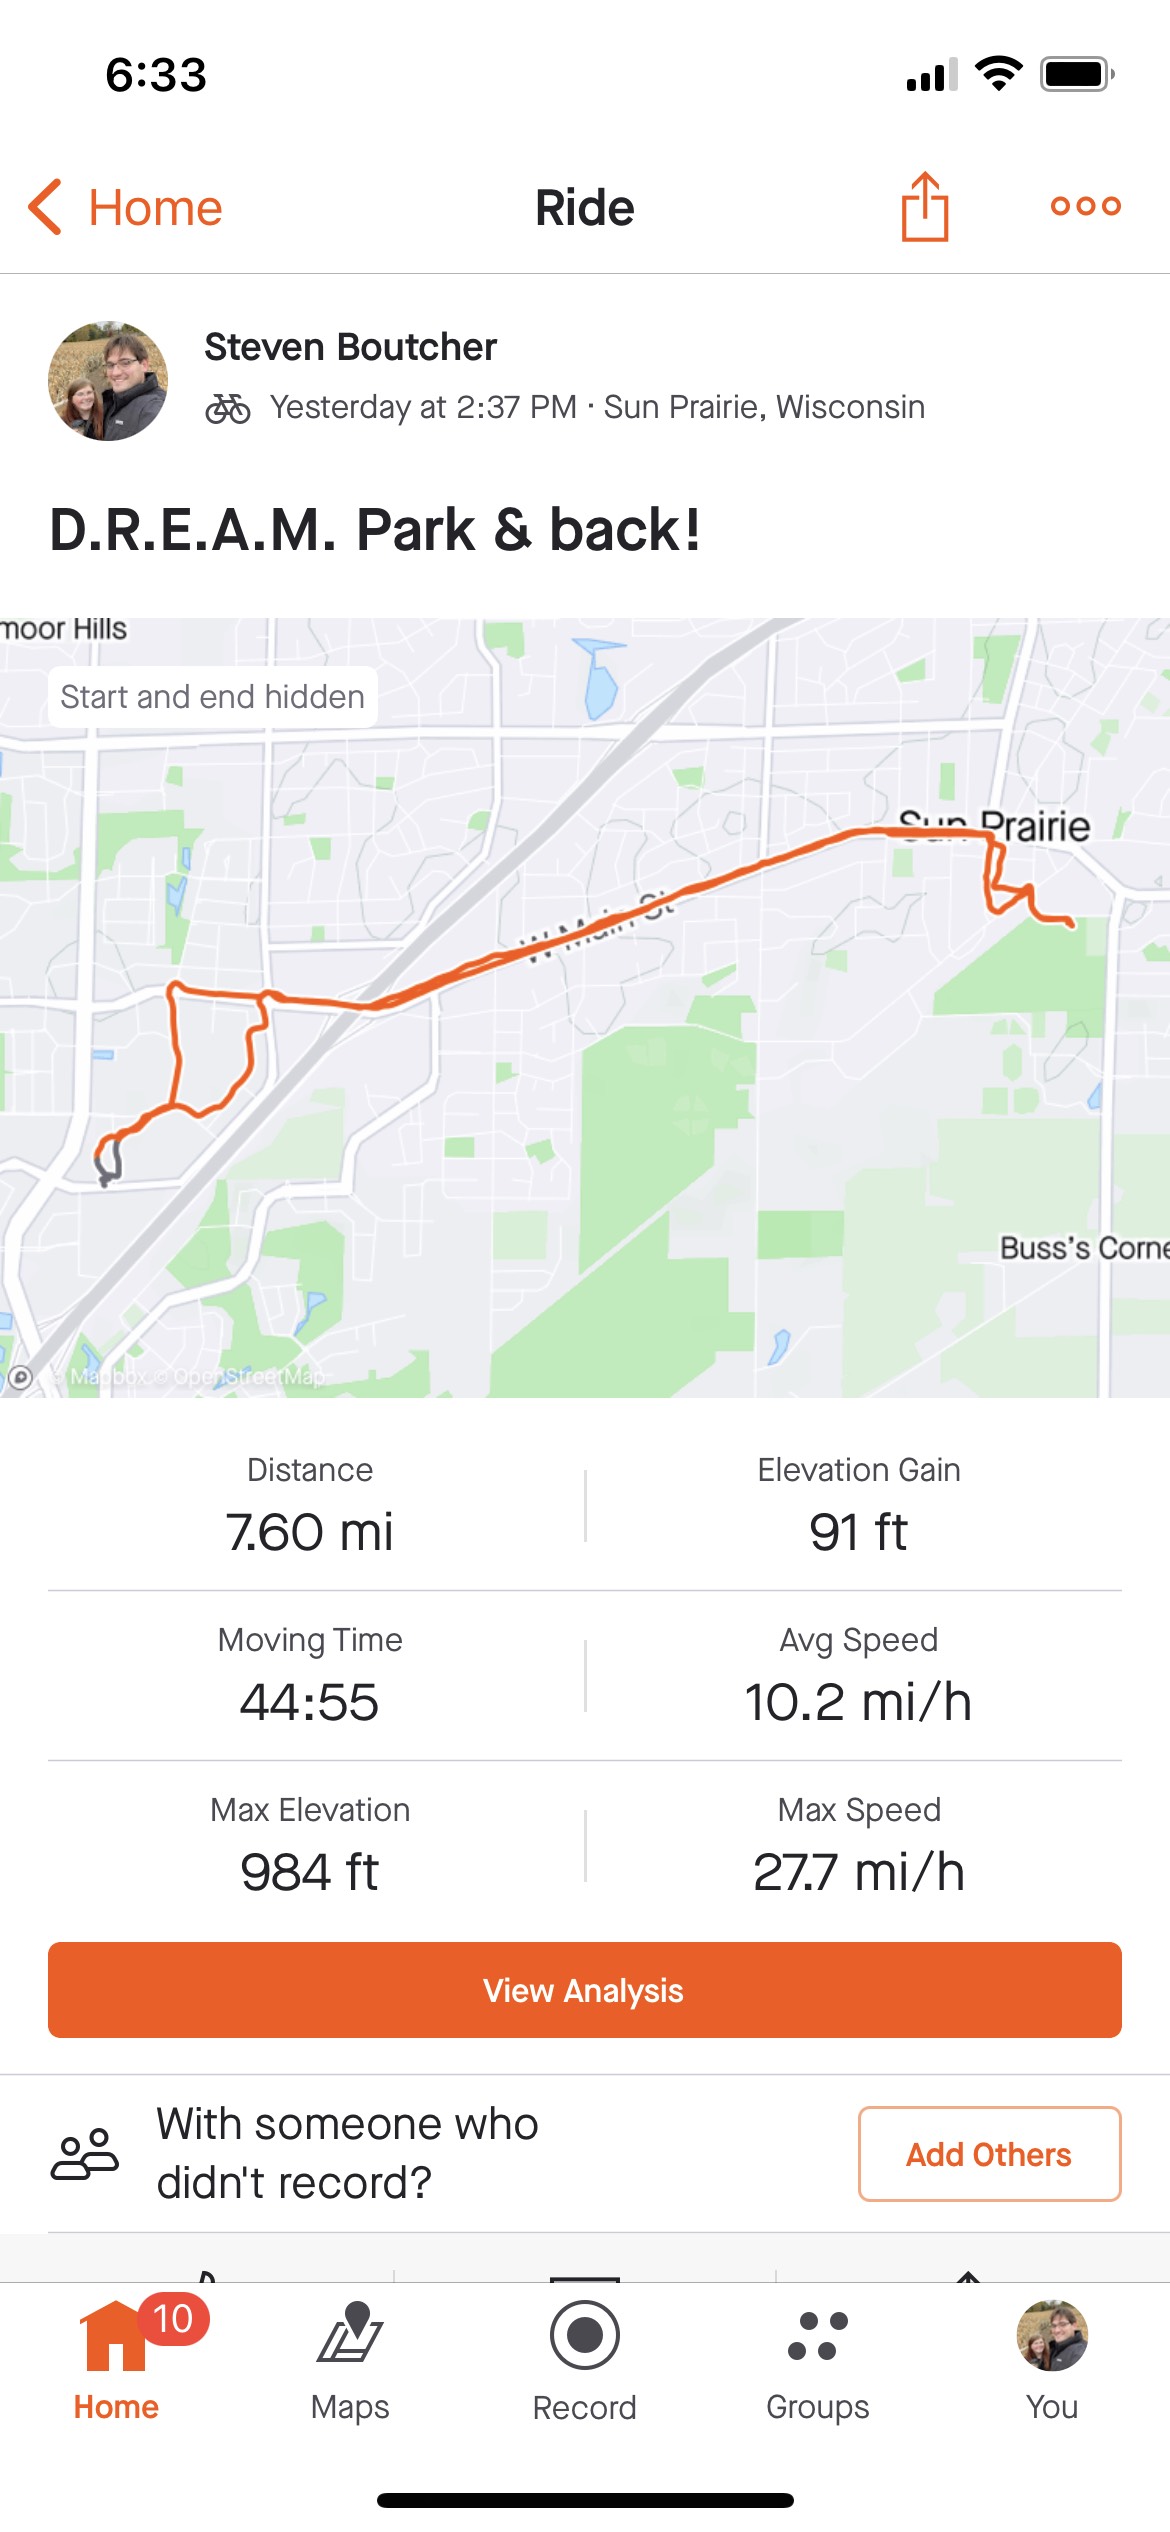 6:33
Home
Ride
Steven Boutcher
Yesterday at 2:37 PM · Sun Prairie, Wisconsin
D.R.E.A.M. Park & back!
moor Hills
Start and end hidden
Sun Prairie
W Main St
Buss's Corne
© Mapbox © OpenStreetMap
Distance
Elevation Gain
7.60 mi
91 ft
Moving Time
Avg Speed
44:55
10.2 mi/h
Max Elevation
Max Speed
984 ft
27.7 mi/h
View Analysis
With someone who
didn't record?
Add Others
10
Home
Maps
Record
Groups
You